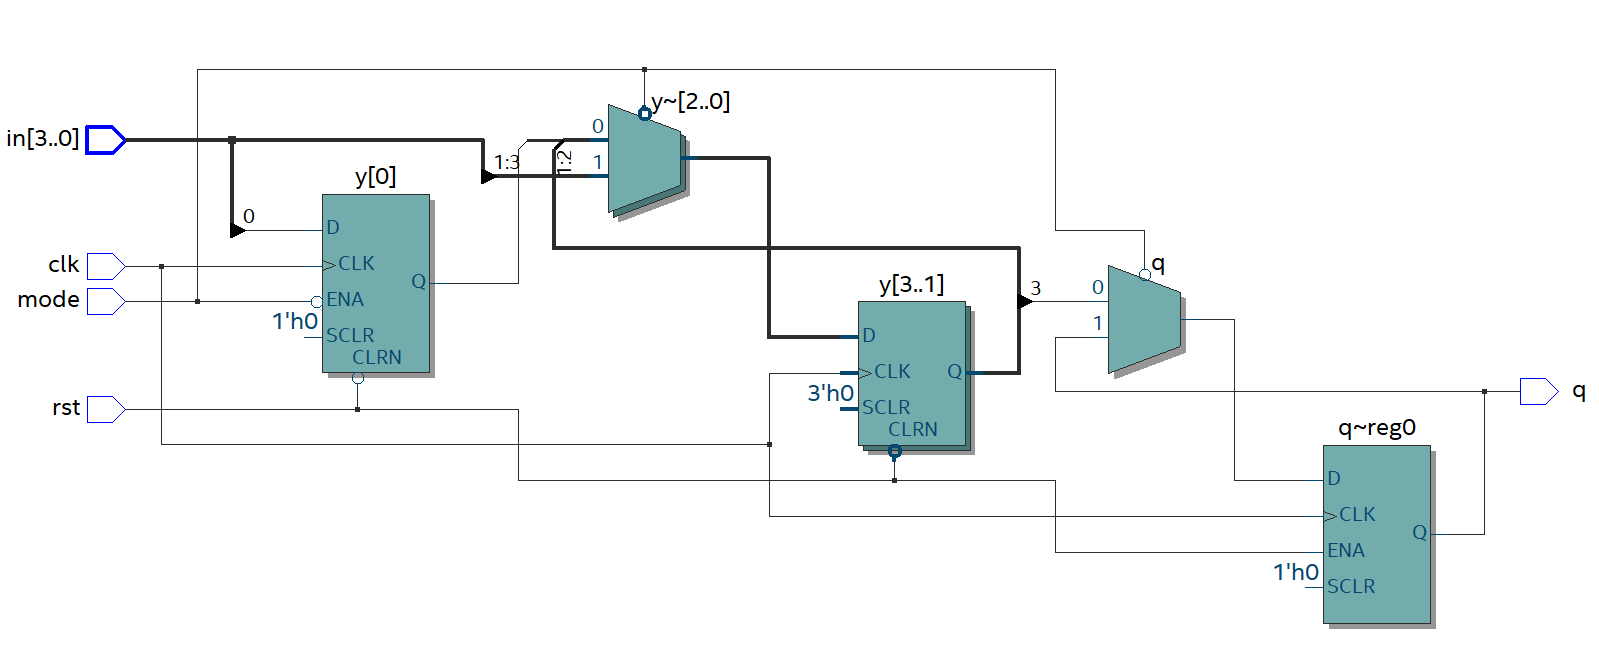 in[3..0]
clk
mode
rst
0
y[0]
D
CLK
ENA
1'h0
SCLR
CLRN
Q
1:3
1:2
0
1
y~[2..0]
y[3..1]
D
CLK
3'h0
SCLR
CLRN
Q
3
0
1
q
q~reg0
D
CLK
ENA
1'h0
SCLR
Q
q